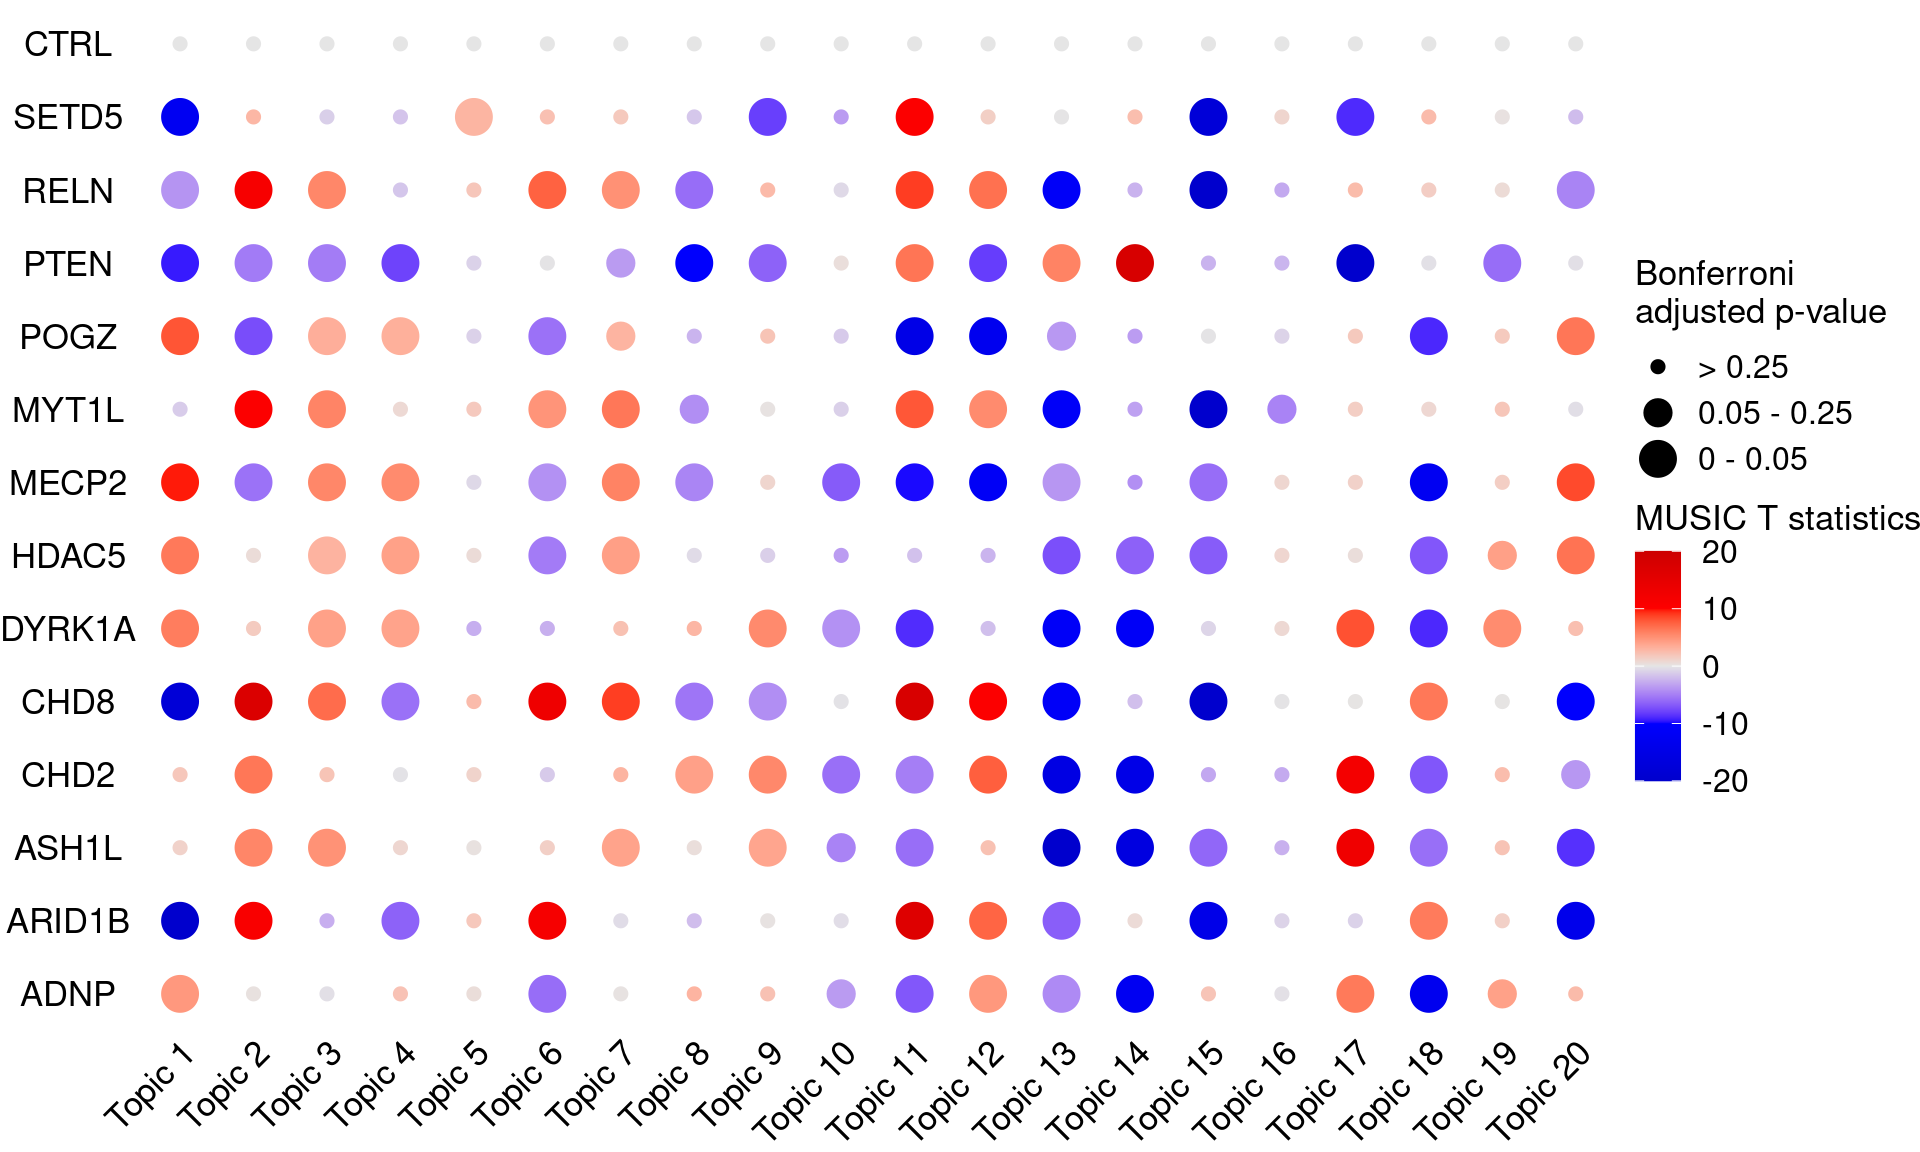 CTRL
SETD5
RELN
PTEN
POGZ
MYT1L
MECP2
HDAC5
DYRK1A
CHD8
CHD2
ASH1L
ARID1B
ADNP
Topic 1
Topic 2
Topic 3
Topic 4
Topic 5
Topic 6
Topic 7
Topic 8
Topic 9
Topic 10
Topic 11
Topic 12
Topic 13
Topic 14
Topic 15
Topic 16
Topic 17
Topic 18
Topic 19
Topic 20
Bonferroni
adjusted p-value
> 0.25
0.05 - 0.25
0 - 0.05
MUSIC T statistics
20
10
0
-10
-20